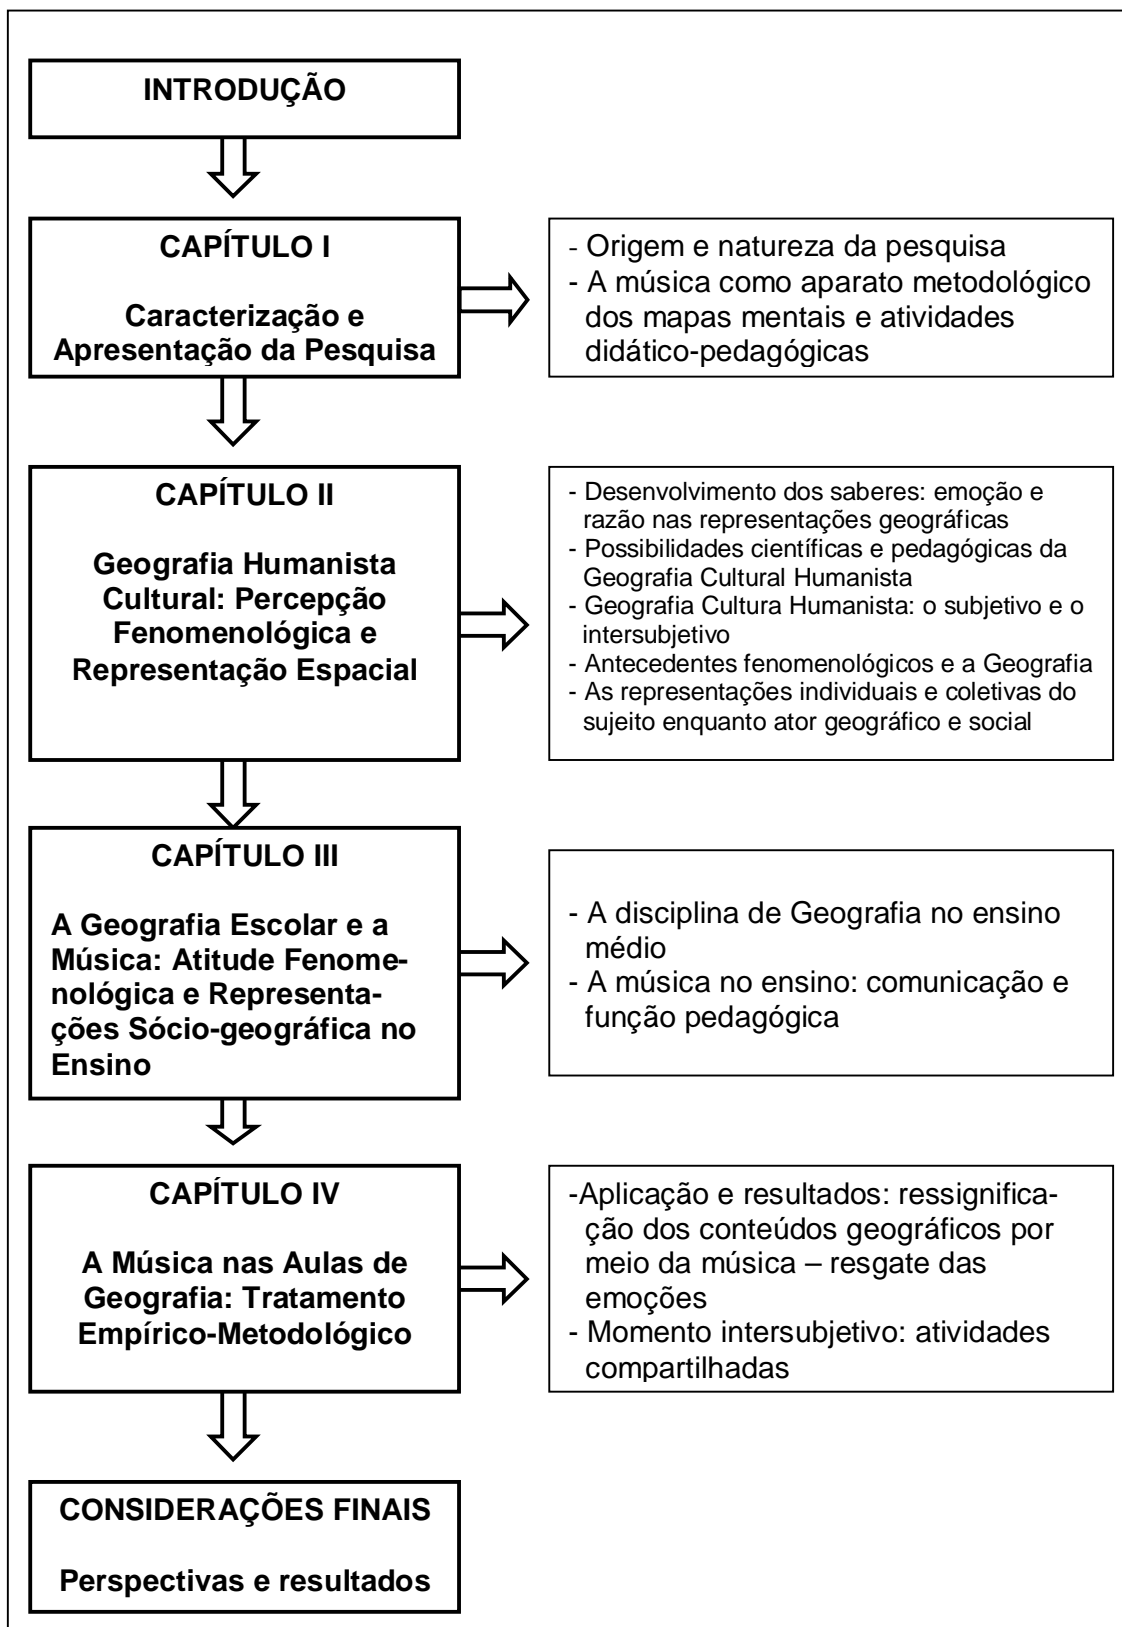 INTRODUÇÃO
CAPÍTULO I
Caracterização e
Apresentação da Pesquisa
- Origem e natureza da pesquisa
- A música como aparato metodológico
dos mapas mentais e atividades
didático-pedagógicas
CAPÍTULO II
Geografia Humanista
Cultural: Percepção
Fenomenológica e
Representação Espacial
- Desenvolvimento dos saberes: emoção e
razão nas representações geográficas
- Possibilidades científicas e pedagógicas da
Geografia Cultural Humanista
- Geografia Cultura Humanista: o subjetivo e o
intersubjetivo
- Antecedentes fenomenológicos e a Geografia
- As representações individuais e coletivas do
sujeito enquanto ator geográfico e social
CAPÍTULO III
A Geografia Escolar e a
Música: Atitude Fenome-
nológica e Representa-
ções Sócio-geográfica no
Ensino
- A disciplina de Geografia no ensino
médio
- A música no ensino: comunicação e
função pedagógica
CAPÍTULO IV
A Música nas Aulas de
Geografia: Tratamento
Empírico-Metodológico
-Aplicação e resultados: ressignifica-
ção dos conteúdos geográficos por
meio da música – resgate das
emoções
- Momento intersubjetivo: atividades
compartilhadas
CONSIDERAÇÕES FINAIS
Perspectivas e resultados